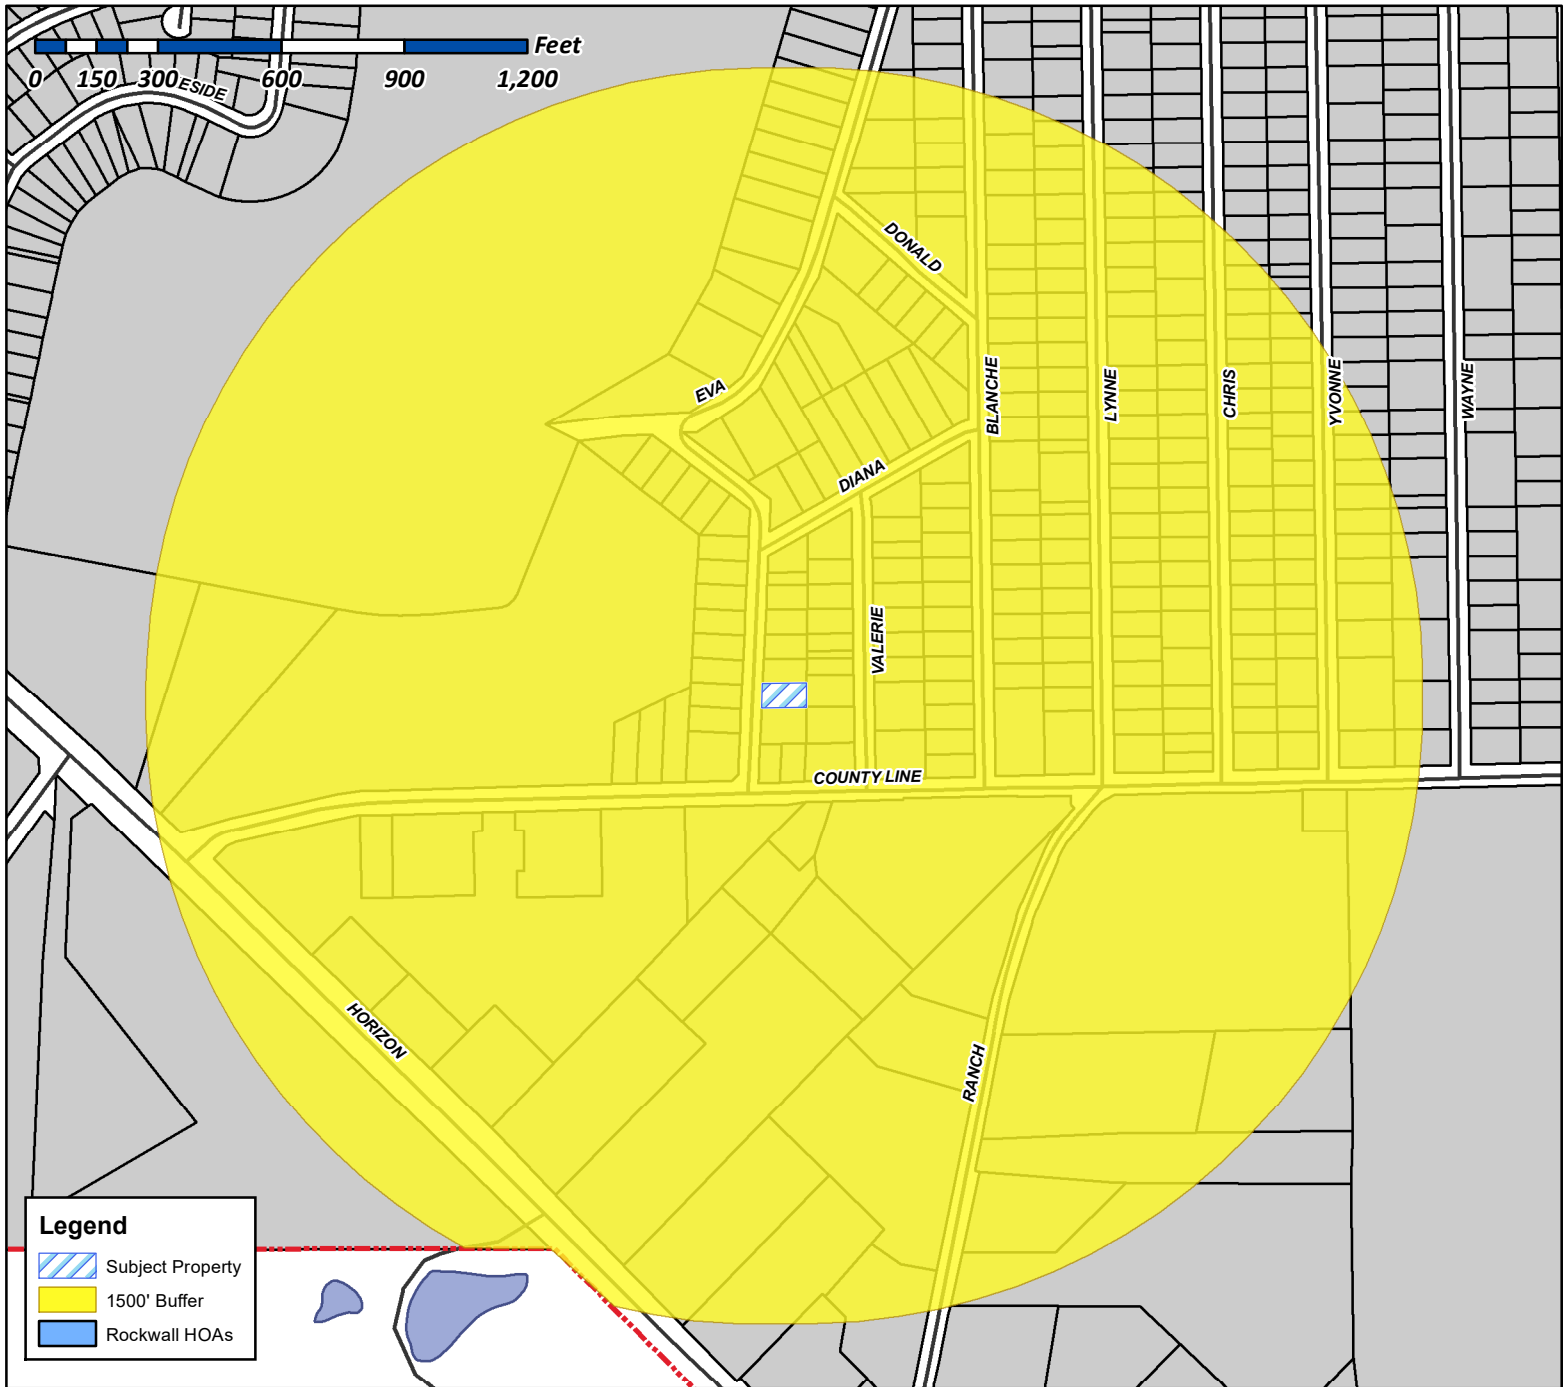 Feet
0 150 300 600 900 1,200
ESIDE
DONALD
EVA
BLANCHE
LYNNE
CHRIS
YVONNE
WAYNE
DIANA
VALERIE
COUNTY LINE
HORIZON
RANCH
Legend
Subject Property
1500' Buffer
Rockwall HOAs